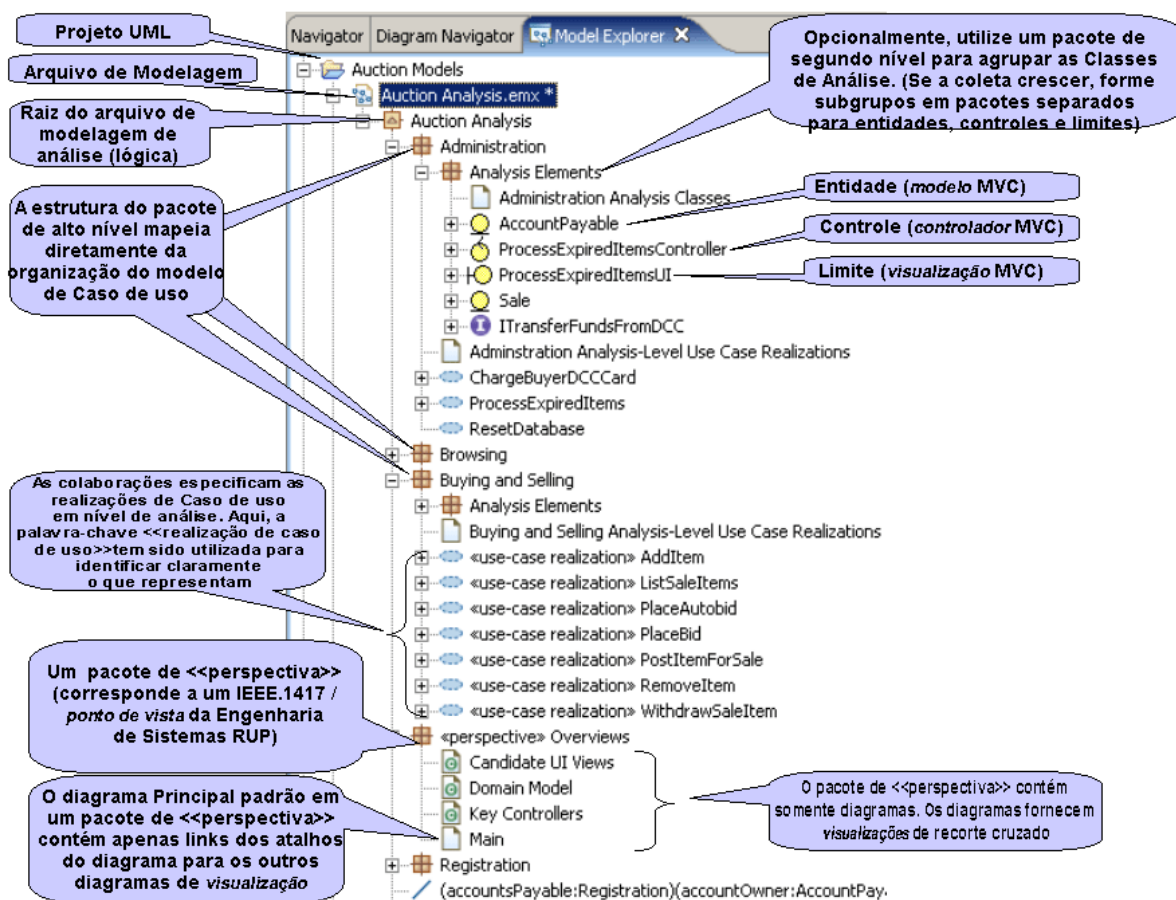 Projeto UML
Arquivo de Modelagem
Raiz do arquivo de
modelagem de
análise (lógica)
A estrutura do pacote
de alto nível mapeia
diretamente da
organização do modelo
de Caso de uso
As colaborações especificam as
realizações de Caso de uso
em nível de análise. Aqui, a
palavra-chave <<realização de caso
de uso>>tem sido utilizada para
identificar claramente
o que representam
Um pacote de <<perspectiva>>
(corresponde a um IEEE.1417 /
ponto de vista da Engenharia
de Sistemas RUP)
O diagrama Principal padrão em
um pacote de <<perspectiva>>
contém apenas links dos atalhos
do diagrama para os outros
diagramas de visualização
Navigator Diagram Navigator Model Explorer
Auction Models
Auction Analysis.emx *
Auction Analysis
Administration
Analysis Elements
Administration Analysis Classes
AccountPayable
ProcessExpiredItemsController
ProcessExpiredItemsUI
Sale
ITransferFundsFromDCC
Adminstration Analysis-Level Use Case Realizations
ChargeBuyerDCCCard
ProcessExpiredItems
ResetDatabase
Browsing
Buying and Selling
Analysis Elements
Buying and Selling Analysis-Level Use Case Realizations
«use-case realization» AddItem
«use-case realization» ListSaleItems
«use-case realization» PlaceAutobid
«use-case realization» PlaceBid
«use-case realization» PostItemForSale
«use-case realization» RemoveItem
«use-case realization» WithdrawSaleItem
«perspective» Overviews
Candidate UI Views
Domain Model
Key Controllers
Main
Registration
(accountsPayable:Registration)(accountOwner:AccountPay
Opcionalmente, utilize um pacote de
segundo nível para agrupar as Classes
de Análise. (Se a coleta crescer, forme
subgrupos em pacotes separados
para entidades, controles e limites)
Entidade (modelo MVC)
Controle (controlador MVC)
Limite (visualização MVC)
O pacote de <<perspectiva>> contém
somente diagramas. Os diagramas fornecem
visualizações de recorte cruzado